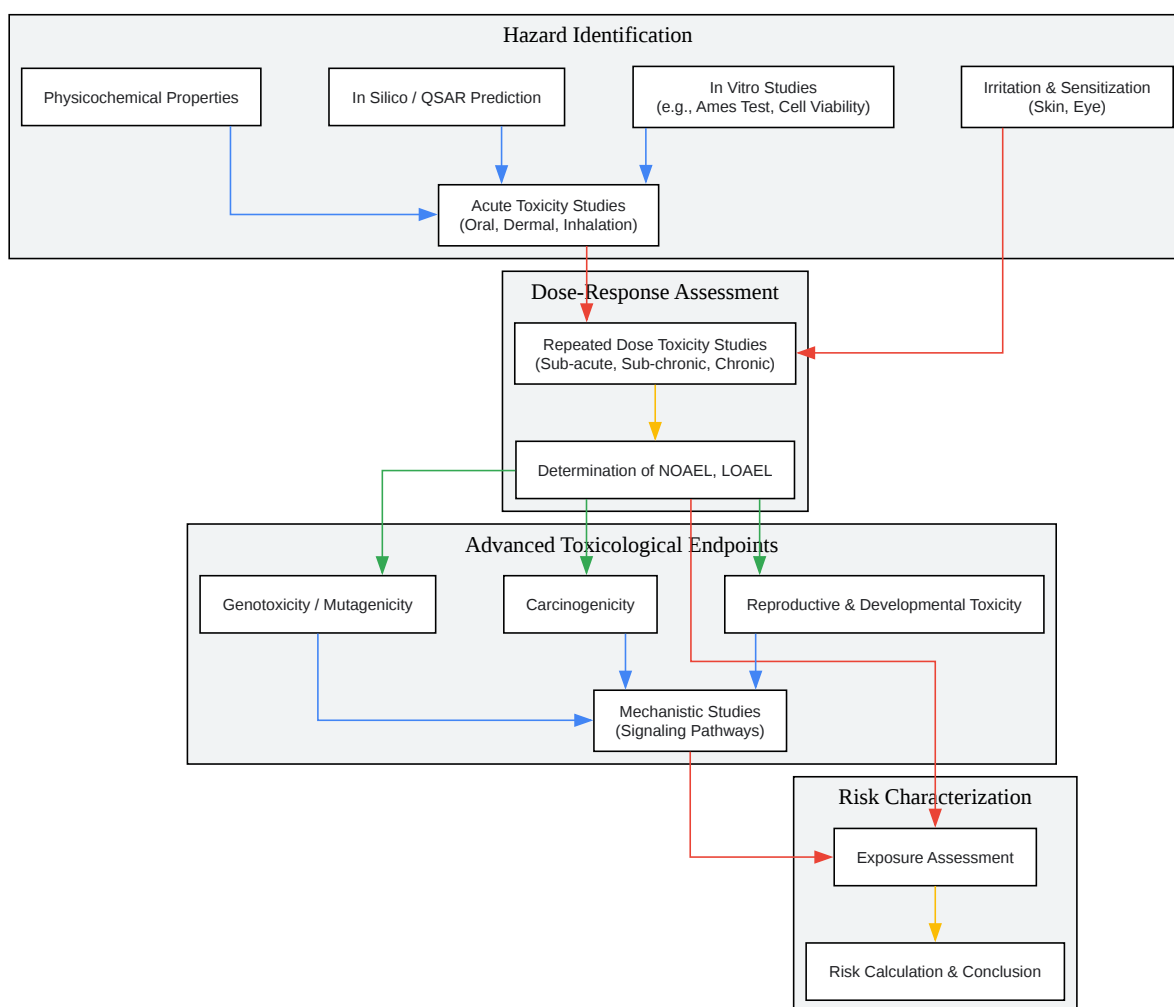 Hazard Identification
Physicochemical Properties
In Silico / QSAR Prediction
In Vitro Studies
(e.g., Ames Test, Cell Viability)
Irritation & Sensitization
(Skin, Eye)
Acute Toxicity Studies
(Oral, Dermal, Inhalation)
Dose-Response Assessment
Repeated Dose Toxicity Studies
(Sub-acute, Sub-chronic, Chronic)
Determination of NOAEL, LOAEL
Advanced Toxicological Endpoints
Genotoxicity / Mutagenicity
Carcinogenicity
Reproductive & Developmental Toxicity
Mechanistic Studies
(Signaling Pathways)
Risk Characterization
Exposure Assessment
Risk Calculation & Conclusion